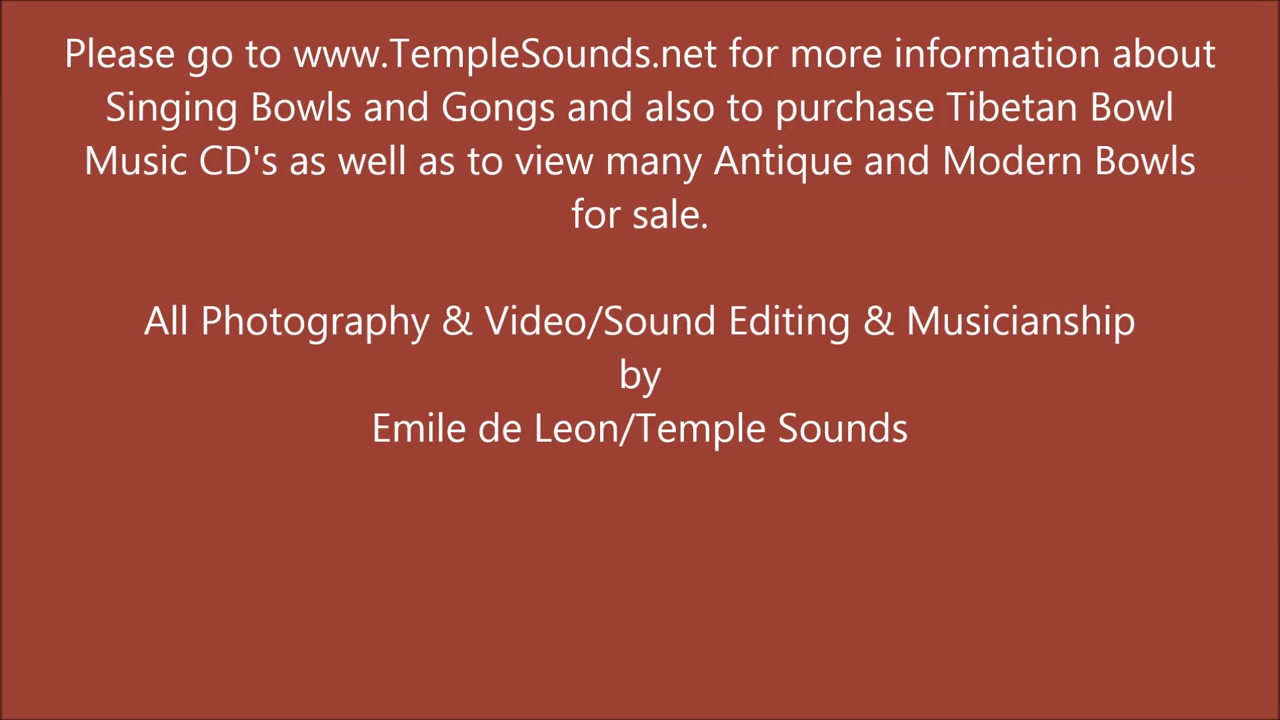 Please go to www.TempleSounds.net for more information about
Singing Bowls and Gongs and also to purchase Tibetan Bowl
Music CD's as well as to view many Antique and Modern Bowls
for sale.
All Photography & Video/Sound Editing & Musicianship
by
Emile de Leon/Temple Sounds